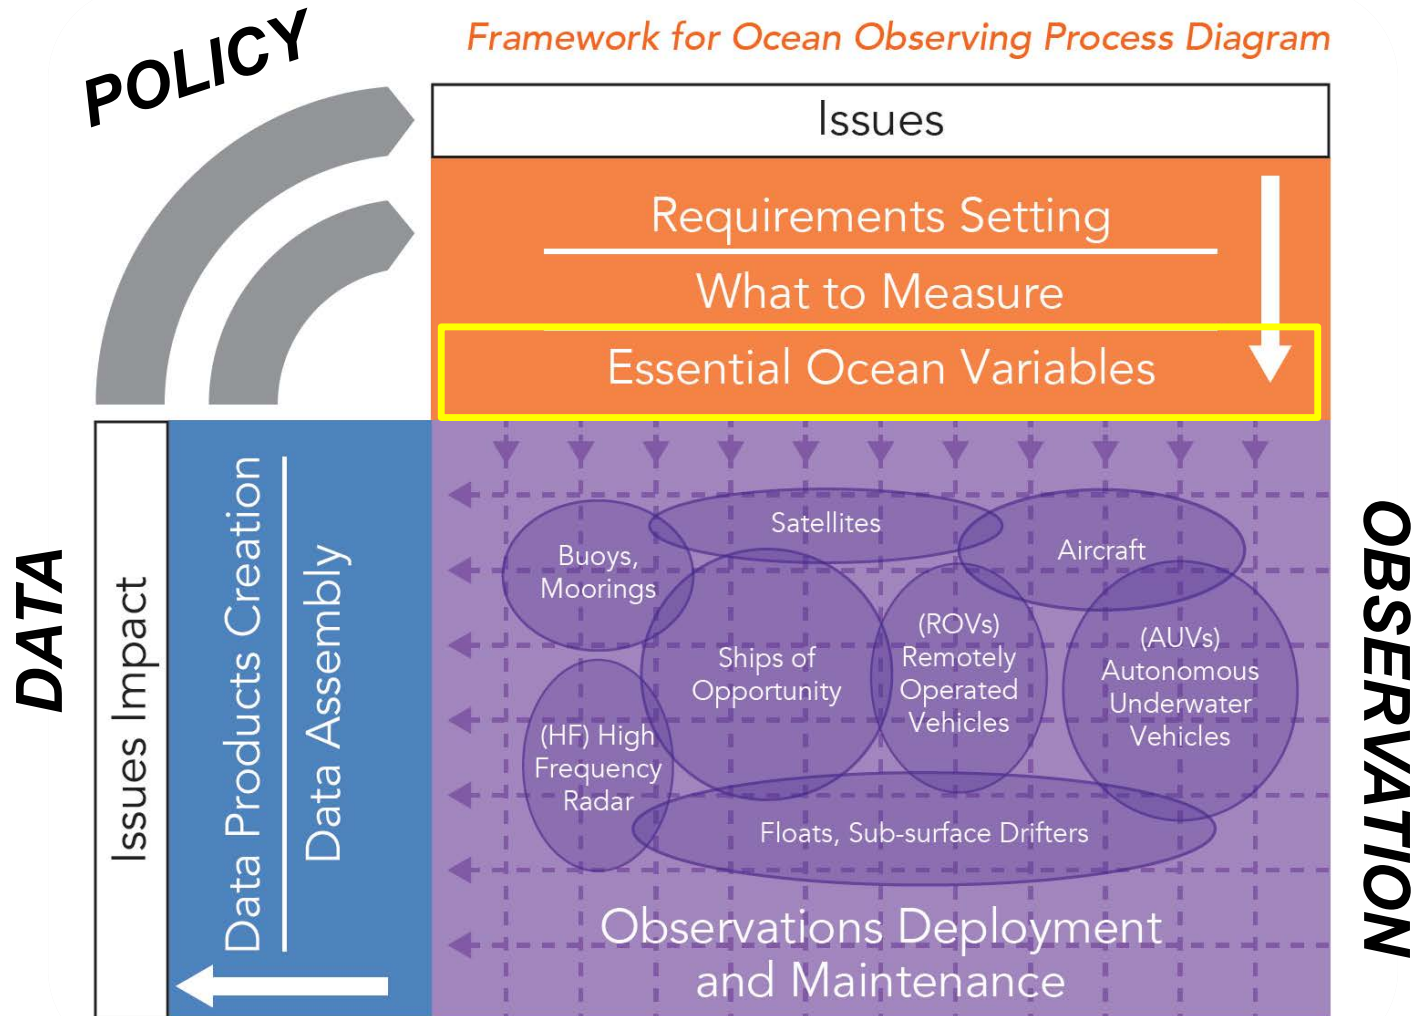 POLICY
Framework for Ocean Observing Process Diagram
Issues
Requirements Setting
What to Measure
Essential Ocean Variables
DATA
Issues Impact
Data Products Creation
Data Assembly
Satellites
Aircraft
Buoys,
Moorings
Ships of
Opportunity
(ROVs)
Remotely
Operated
Vehicles
(AUVs)
Autonomous
Underwater
Vehicles
(HF) High
Frequency
Radar
Floats, Sub-surface Drifters
Observations Deployment
and Maintenance
OBSERVATION